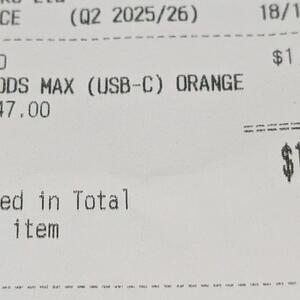 CE (Q2 2025/26) 18/1
O $1
ODS MAX (USB-C) ORANGE
47.00
$1
ed in Total
item